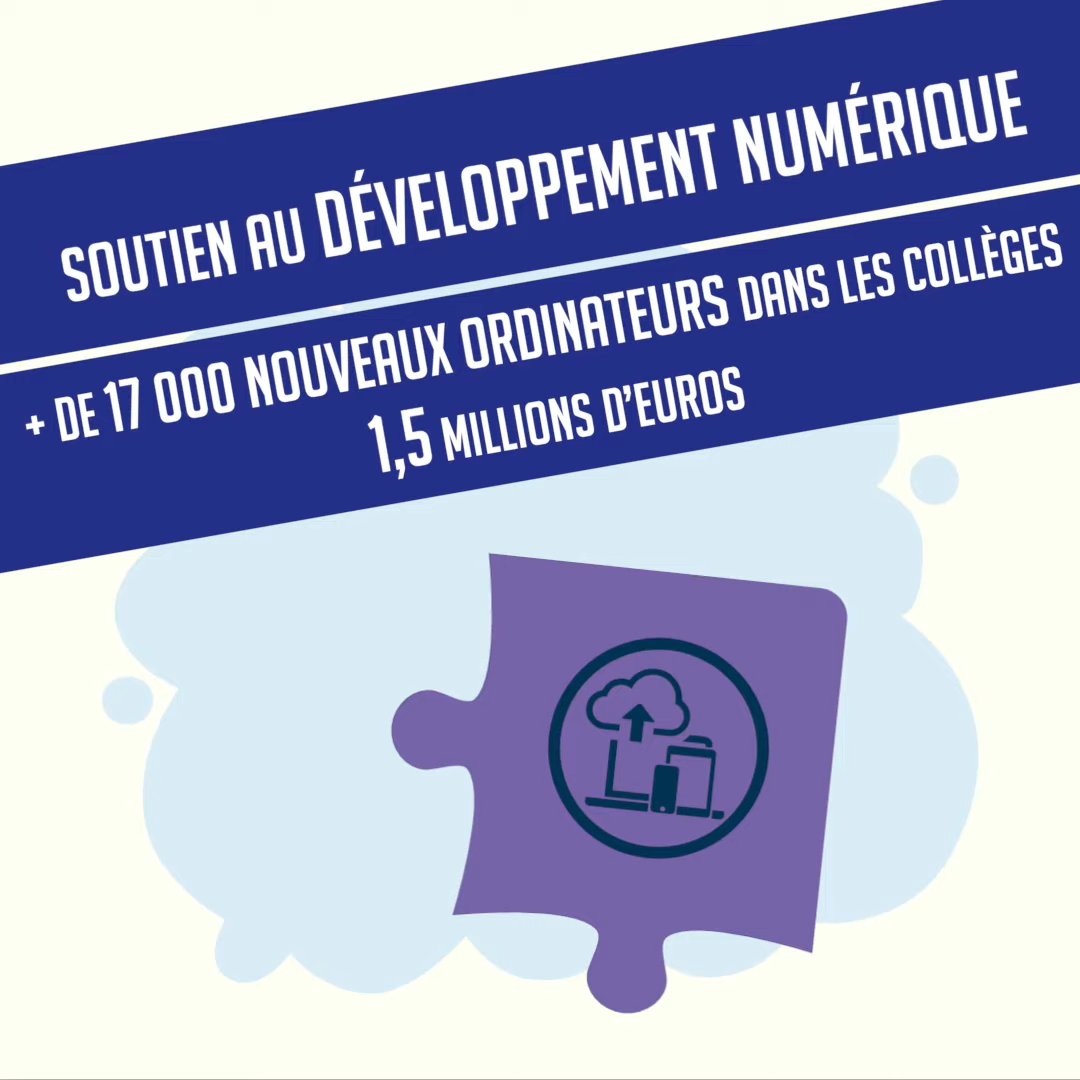 SOUTIEN AU DÉVELOPPEMENT NUMÉRIQUE
+ DE 17 000 NOUVEAUX ORDINATEURS DANS LES COLLÈGES
1,5 MILLIONS D'EUROS